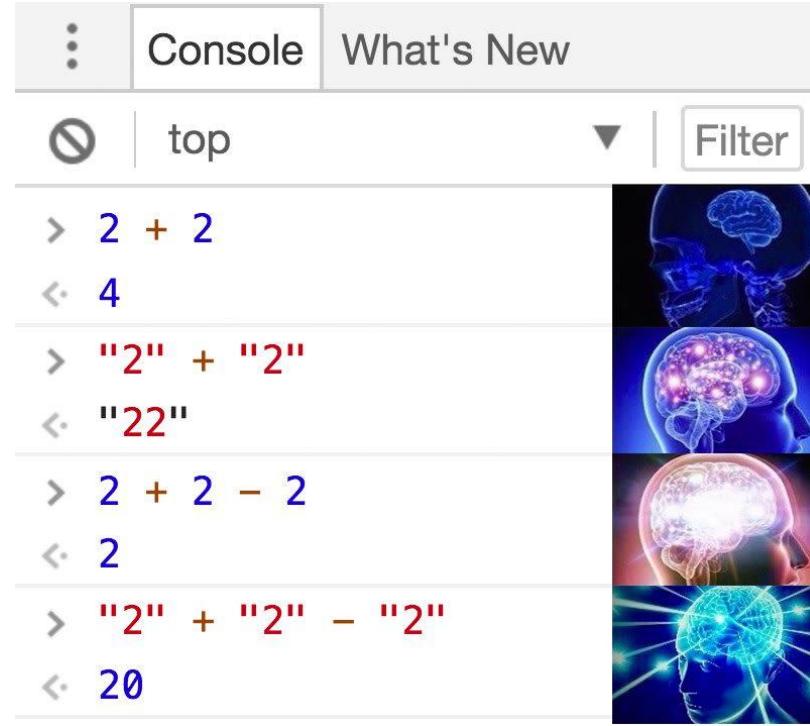 Console What's New
top ▼ Filter
> 2 + 2
<· 4
> "2" + "2"
<· "22"
> 2 + 2 - 2
<· 2
> "2" + "2" - "2"
<· 20